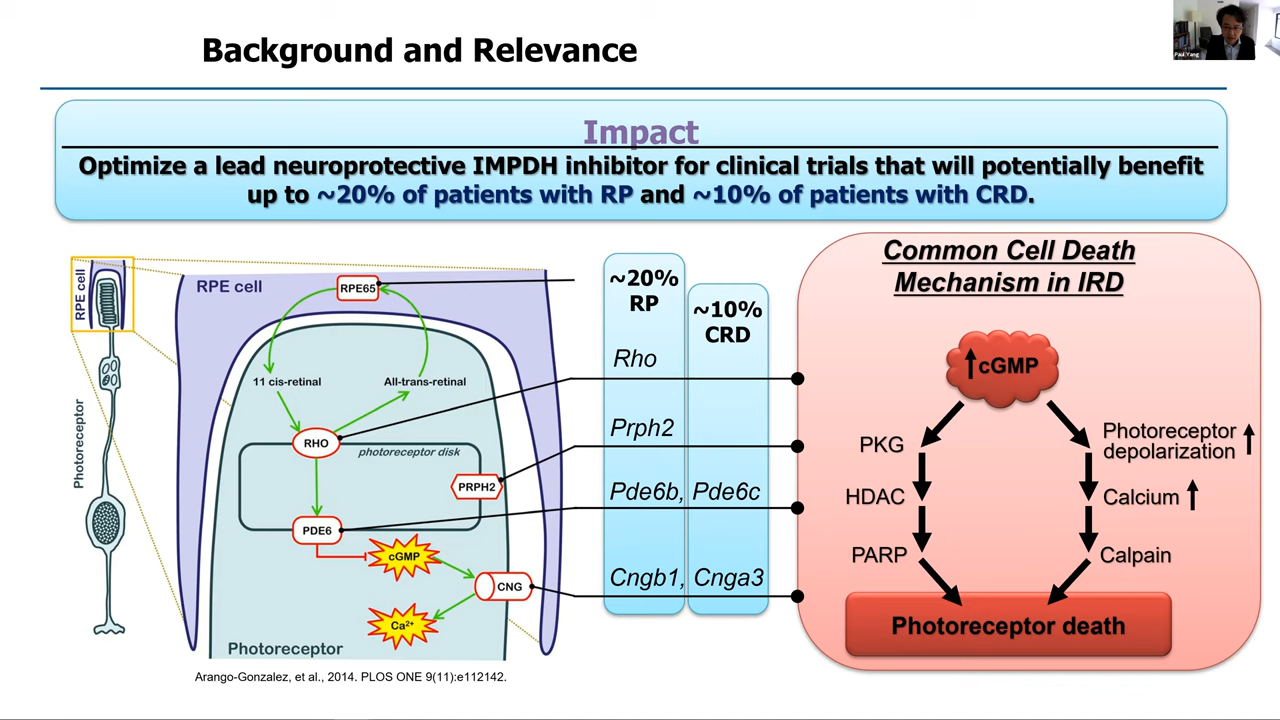 Background and Relevance
Paul Yang
Impact
Optimize a lead neuroprotective IMPDH inhibitor for clinical trials that will potentially benefit
up to ~20% of patients with RP and ~10% of patients with CRD.
RPE cell
Photoreceptor
RPE cell
RPE65
11 cis-retinal
All-trans-retinal
RHO
photoreceptor disk
PRPH2
PDE6
cGMP
CNG
Ca2+
Photoreceptor
~20%
RP
~10%
CRD
Rho
Prph2
Pde6b, Pde6c
Cngb1, Cnga3
Common Cell Death
Mechanism in IRD
cGMP
PKG
Photoreceptor
depolarization
HDAC
Calcium
PARP
Calpain
Photoreceptor death
Arango-Gonzalez, et al., 2014. PLOS ONE 9(11):e112142.